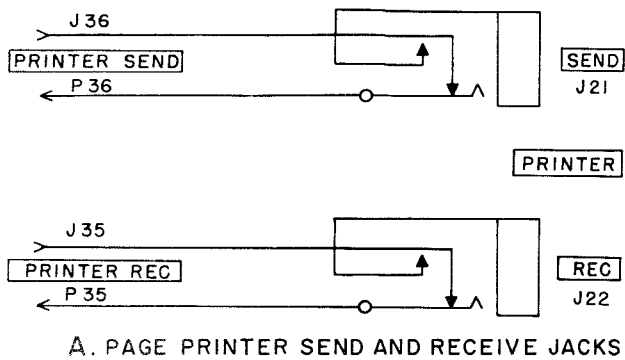 J36
PRINTER SEND
P36
SEND
J21
PRINTER
J35
PRINTER REC
P35
REC
J22
A. PAGE PRINTER SEND AND RECEIVE JACKS